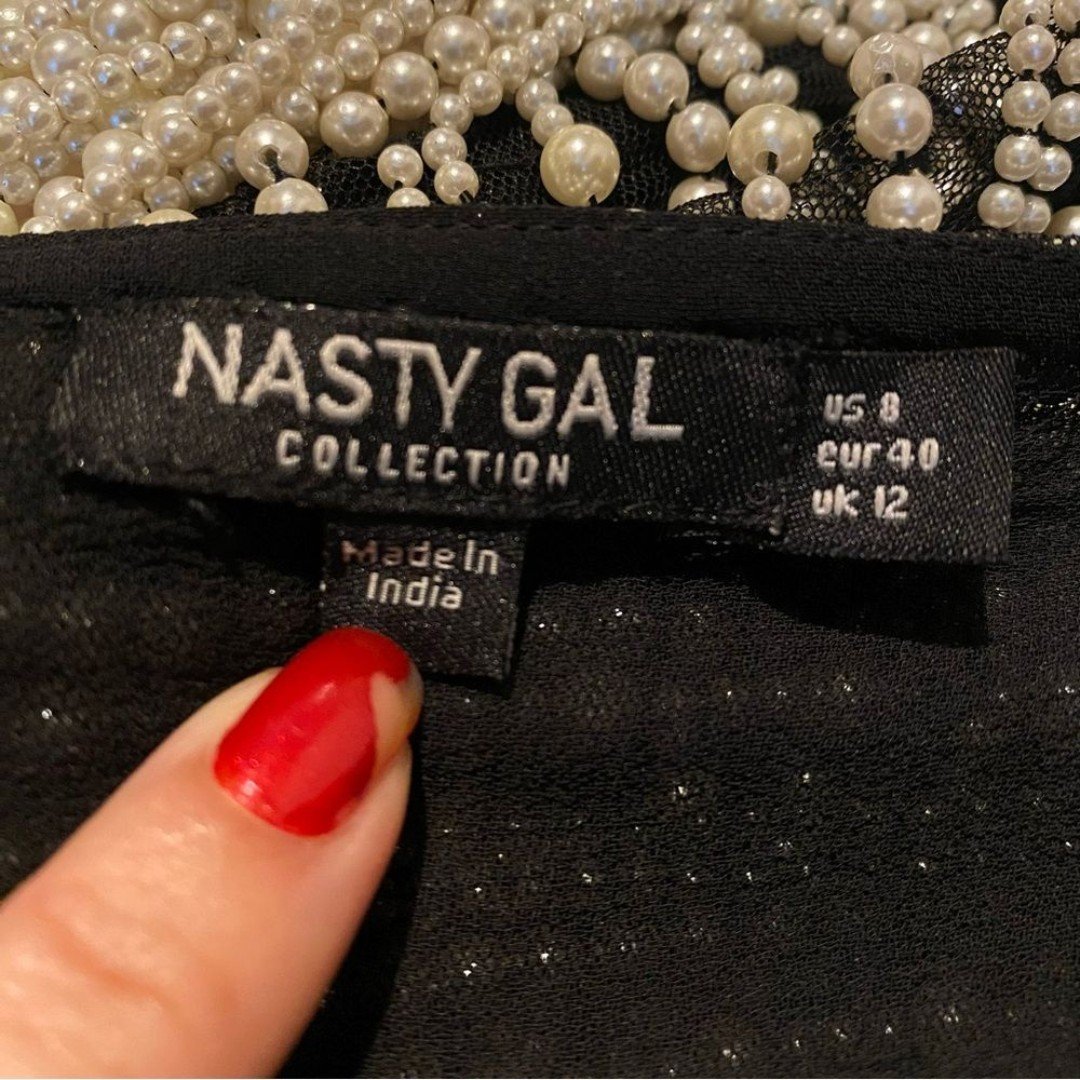 NASTY GAL
COLLECTION
US 8
eur 40
uk 12
Made In
India